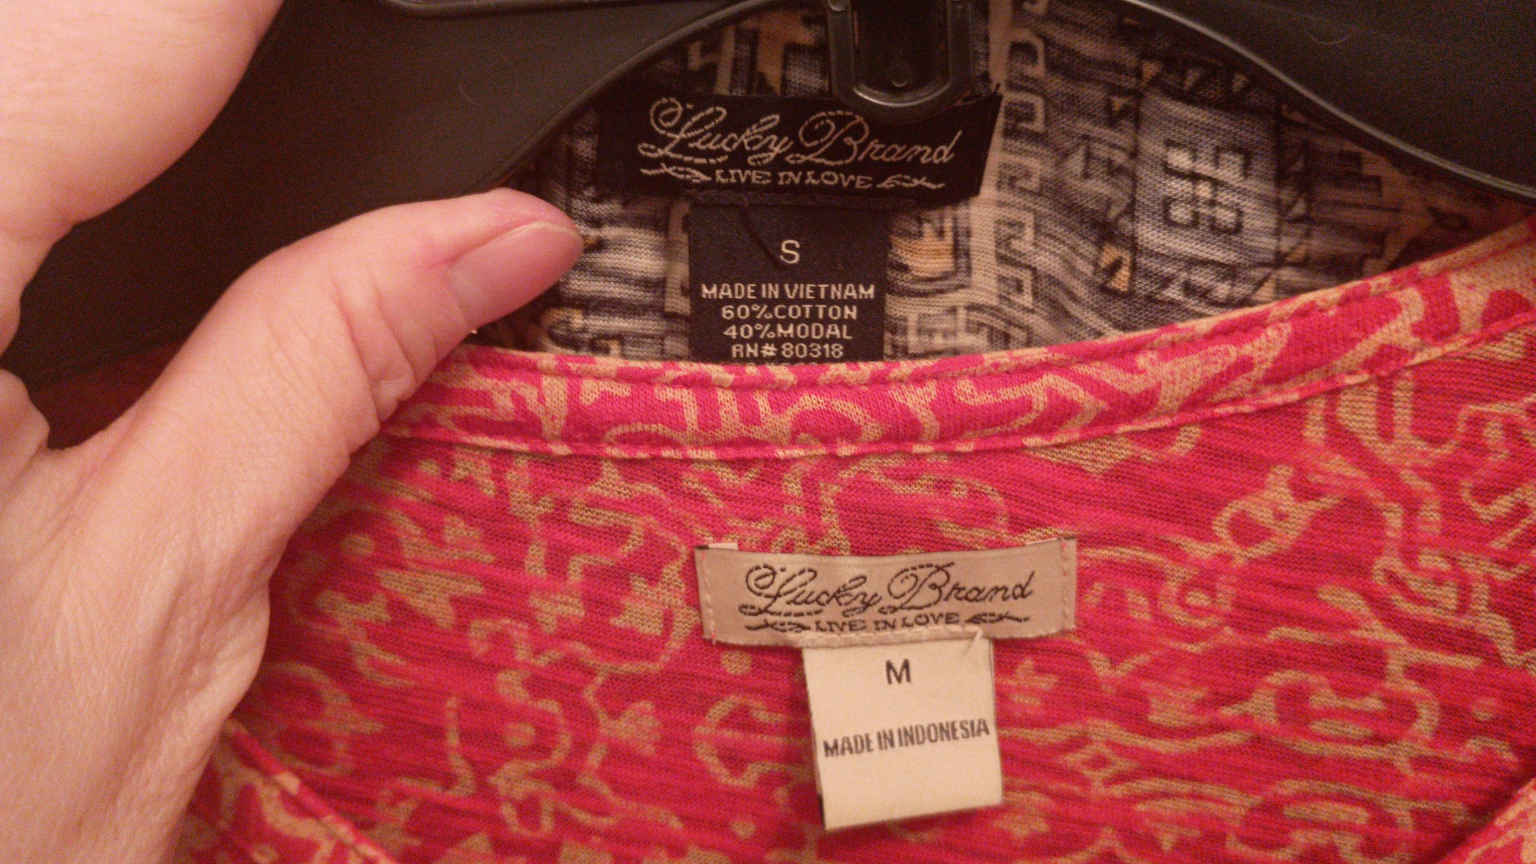 Lucky Brand
LIVE IN LOVE
S
MADE IN VIETNAM
60%COTTON
40%MODAL
RN# 80318
Lucky Brand
LIVE IN LOVE
M
MADE IN INDONESIA